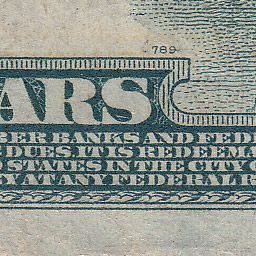 789
ARS
BER BANKS AND FED
DUES. IT IS REDEEMA
STATES IN THE CITY
Y AT ANY FEDERAL R